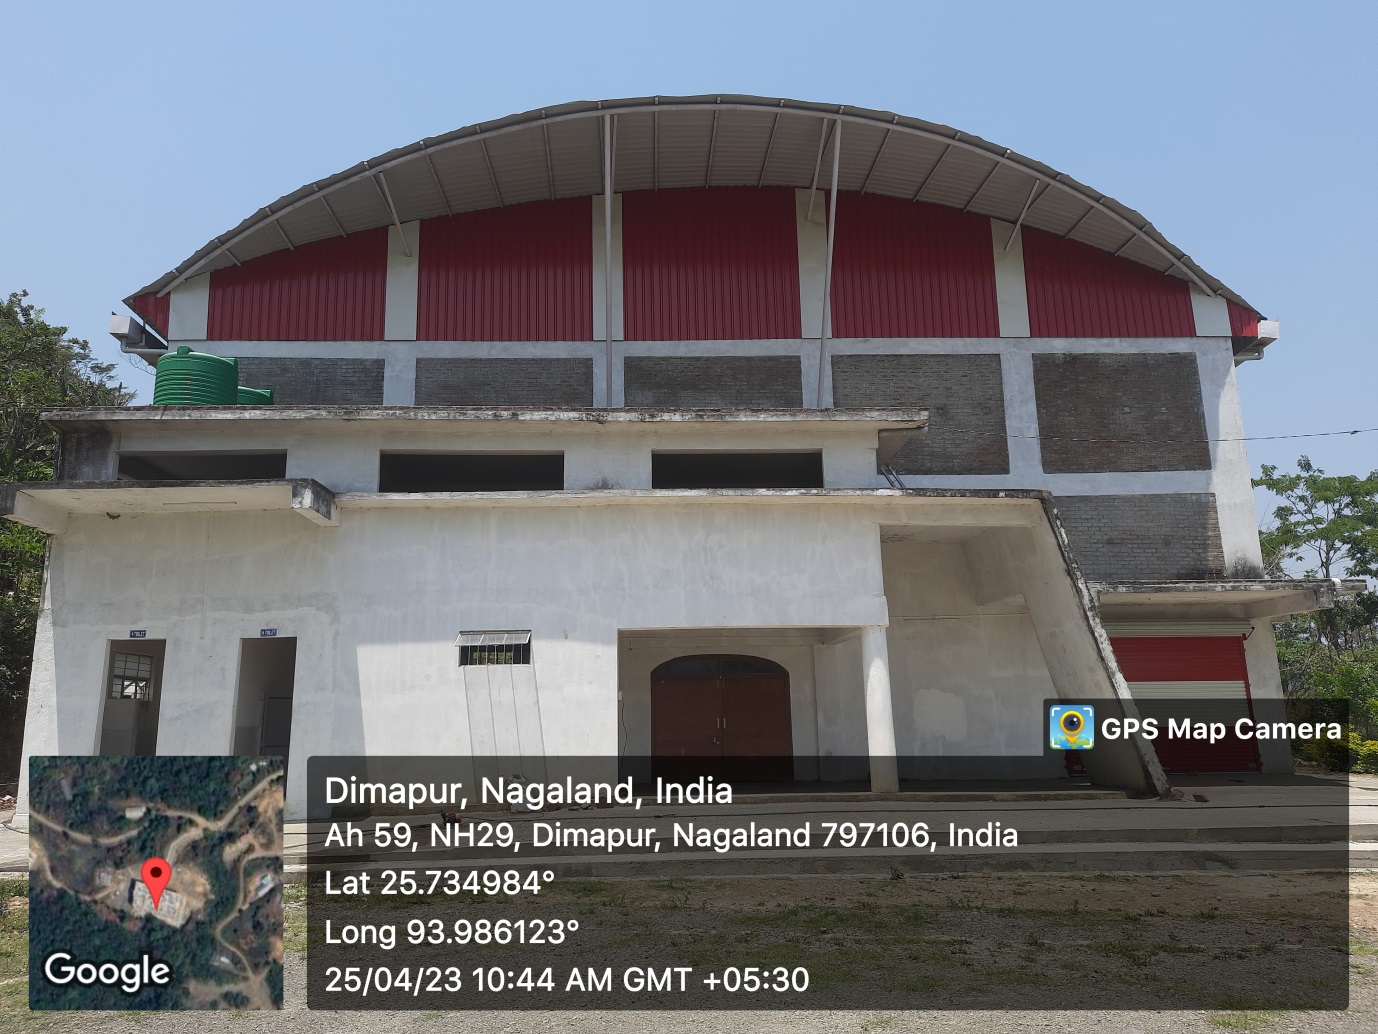 GPS Map Camera
Dimapur, Nagaland, India
Ah 59, NH29, Dimapur, Nagaland 797106, India
Lat 25.734984°
Long 93.986123°
25/04/23 10:44 AM GMT +05:30
Google